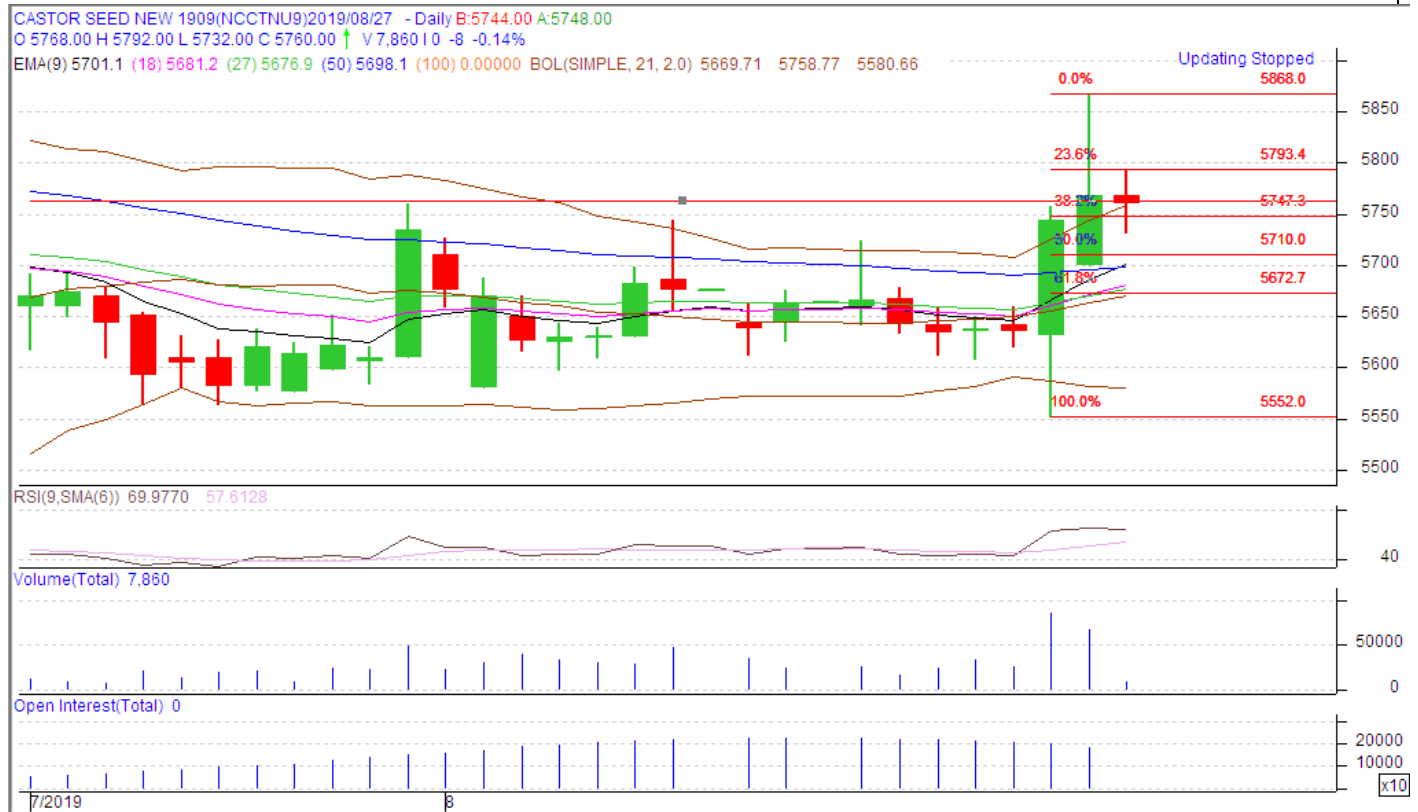 CASTOR SEED NEW 1909(NCCTNU9)2019/08/27 - Daily B:5744.00 A:5748.00
O 5768.00 H 5792.00 L 5732.00 C 5760.00 V 7,860 I 0 -8 -0.14%
EMA(9) 5701.1 (18) 5681.2 (27) 5676.9 (50) 5698.1 (100) 0.00000 BOL(SIMPLE, 21, 2.0) 5669.71 5758.77 5580.66
Updating Stopped
0.0% 5868.0
5850
23.6% 5793.4
5800
38.2% 5747.3
5750
50.0% 5710.0
5700
61.8% 5672.7
5650
5600
100.0% 5552.0
5550
5500
RSI(9,SMA(6)) 69.9770 57.6128
40
Volume(Total) 7,860
50000
0
Open Interest(Total) 0
20000
10000
x10
7/2019 8